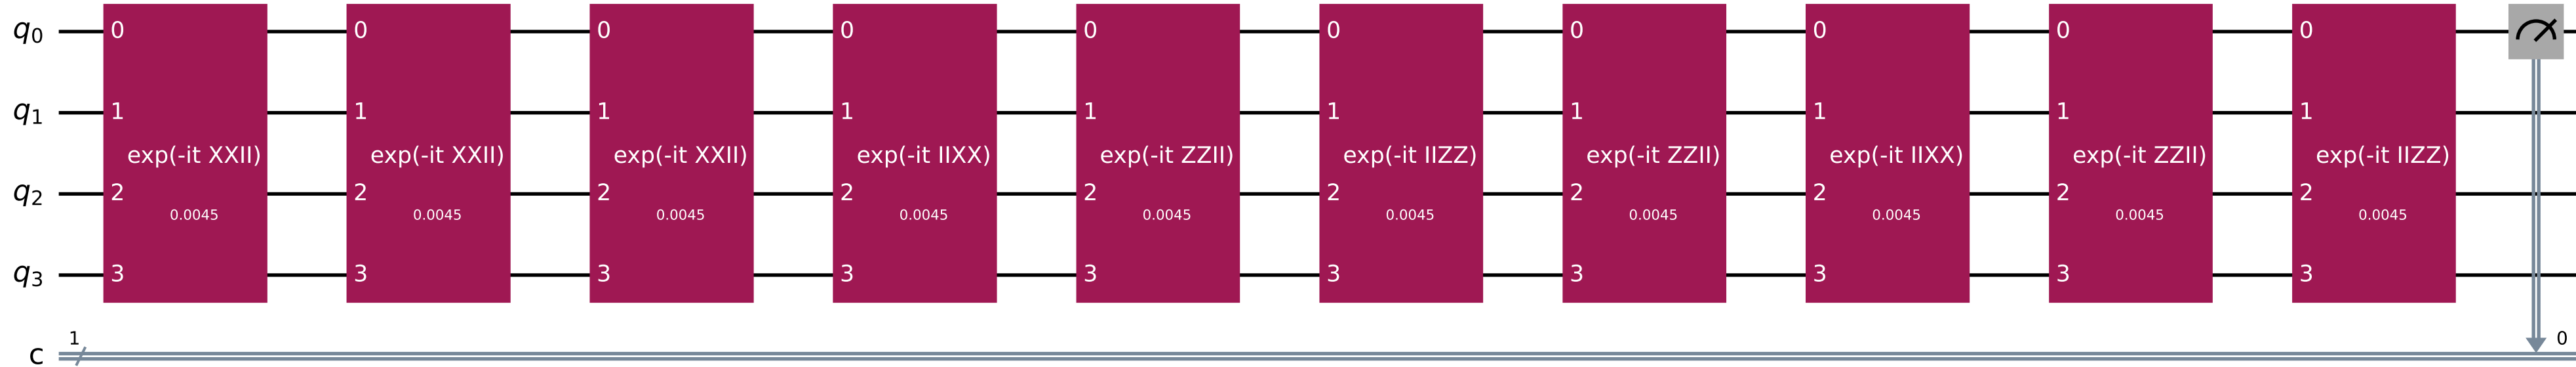 q0 0 0 0 0 0 0 0 0 0 0
q1 1 1 1 1 1 1 1 1 1 1
exp(-it XXII) exp(-it XXII) exp(-it XXII) exp(-it IIXX) exp(-it ZZII) exp(-it IIZZ) exp(-it ZZII) exp(-it IIXX) exp(-it ZZII) exp(-it IIZZ)
q2 2 2 2 2 2 2 2 2 2 2
0.0045 0.0045 0.0045 0.0045 0.0045 0.0045 0.0045 0.0045 0.0045 0.0045
q3 3 3 3 3 3 3 3 3 3 3
1 0
c